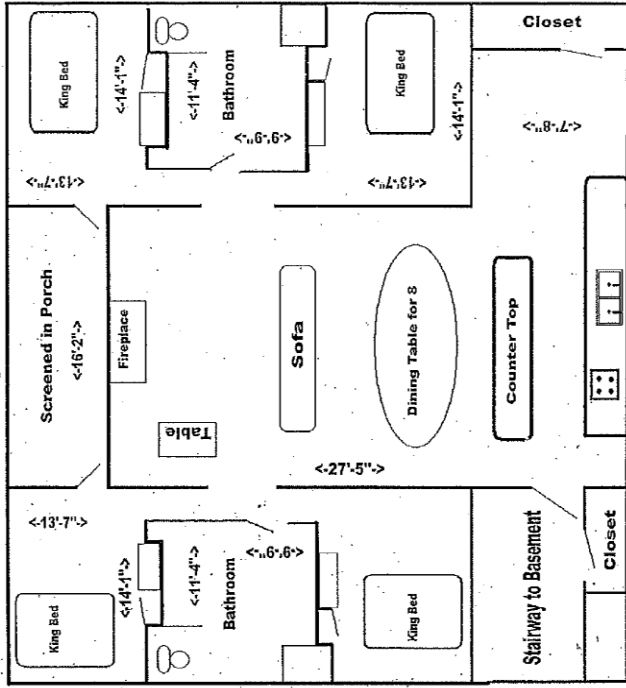 King Bed
<-14'-1"->
<-13'-7"->
<-11'-4"->
Bathroom
<-9'-9"->
King Bed
<-14'-1"->
<-13'-7"->
Closet
<-7'-8"->
Screened in Porch
<-16'-2"->
Fireplace
Table
Sofa
Dining Table for 8
Counter Top
<-27'-5"->
<-13'-7"->
<-14'-1"->
King Bed
<-11'-4"->
Bathroom
<-9'-9"->
King Bed
Stairway to Basement
Closet